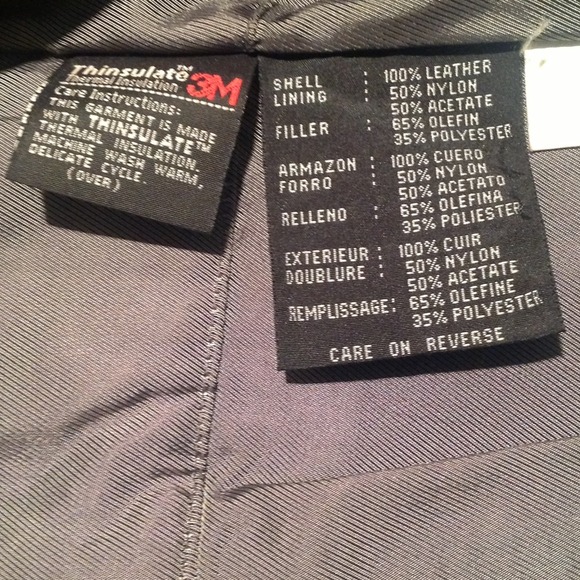 Thinsulate™ 3M
Thermal Insulation
Care Instructions:
THIS GARMENT IS MADE
WITH THINSULATE™
THERMAL INSULATION.
MACHINE WASH WARM,
DELICATE CYCLE.
(OVER)
SHELL : 100% LEATHER
LINING : 50% NYLON
50% ACETATE
FILLER : 65% OLEFIN
35% POLYESTER
ARMAZON : 100% CUERO
FORRO : 50% NYLON
50% ACETATO
RELLENO : 65% OLEFINA
35% POLIESTER
EXTERIEUR : 100% CUIR
DOUBLURE : 50% NYLON
50% ACETATE
REMPLISSAGE: 65% OLEFINE
35% POLYESTER
CARE ON REVERSE